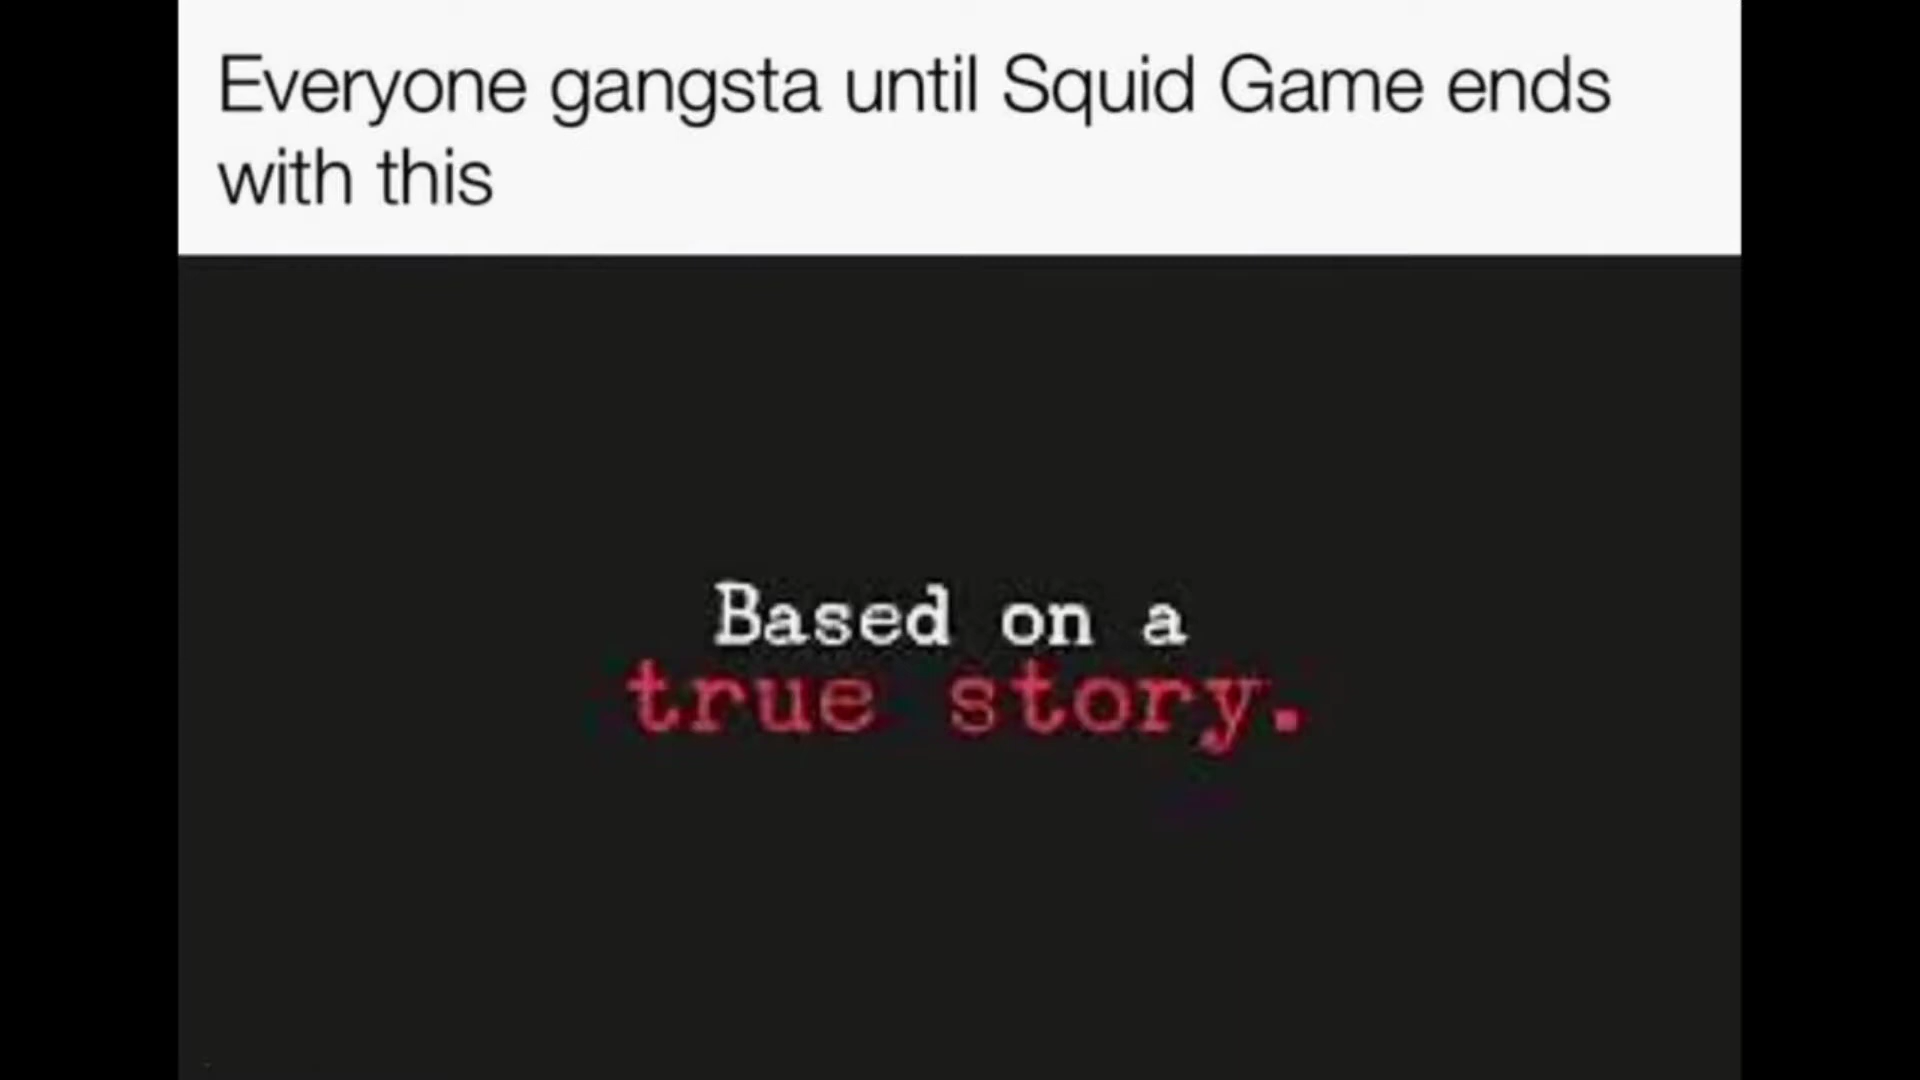 Everyone gangsta until Squid Game ends
with this
Based on a
true story.